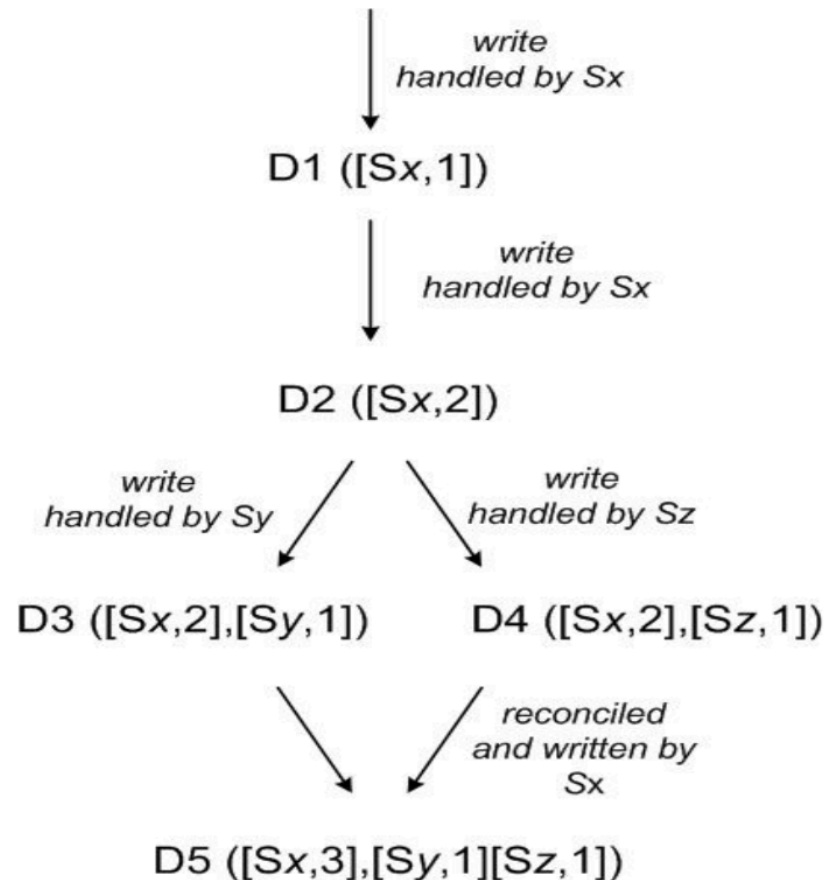 write
handled by Sx
D1 ([Sx,1])
write
handled by Sx
D2 ([Sx,2])
write
handled by Sy
write
handled by Sz
D3 ([Sx,2],[Sy,1])
D4 ([Sx,2],[Sz,1])
reconciled
and written by
Sx
D5 ([Sx,3],[Sy,1][Sz,1])